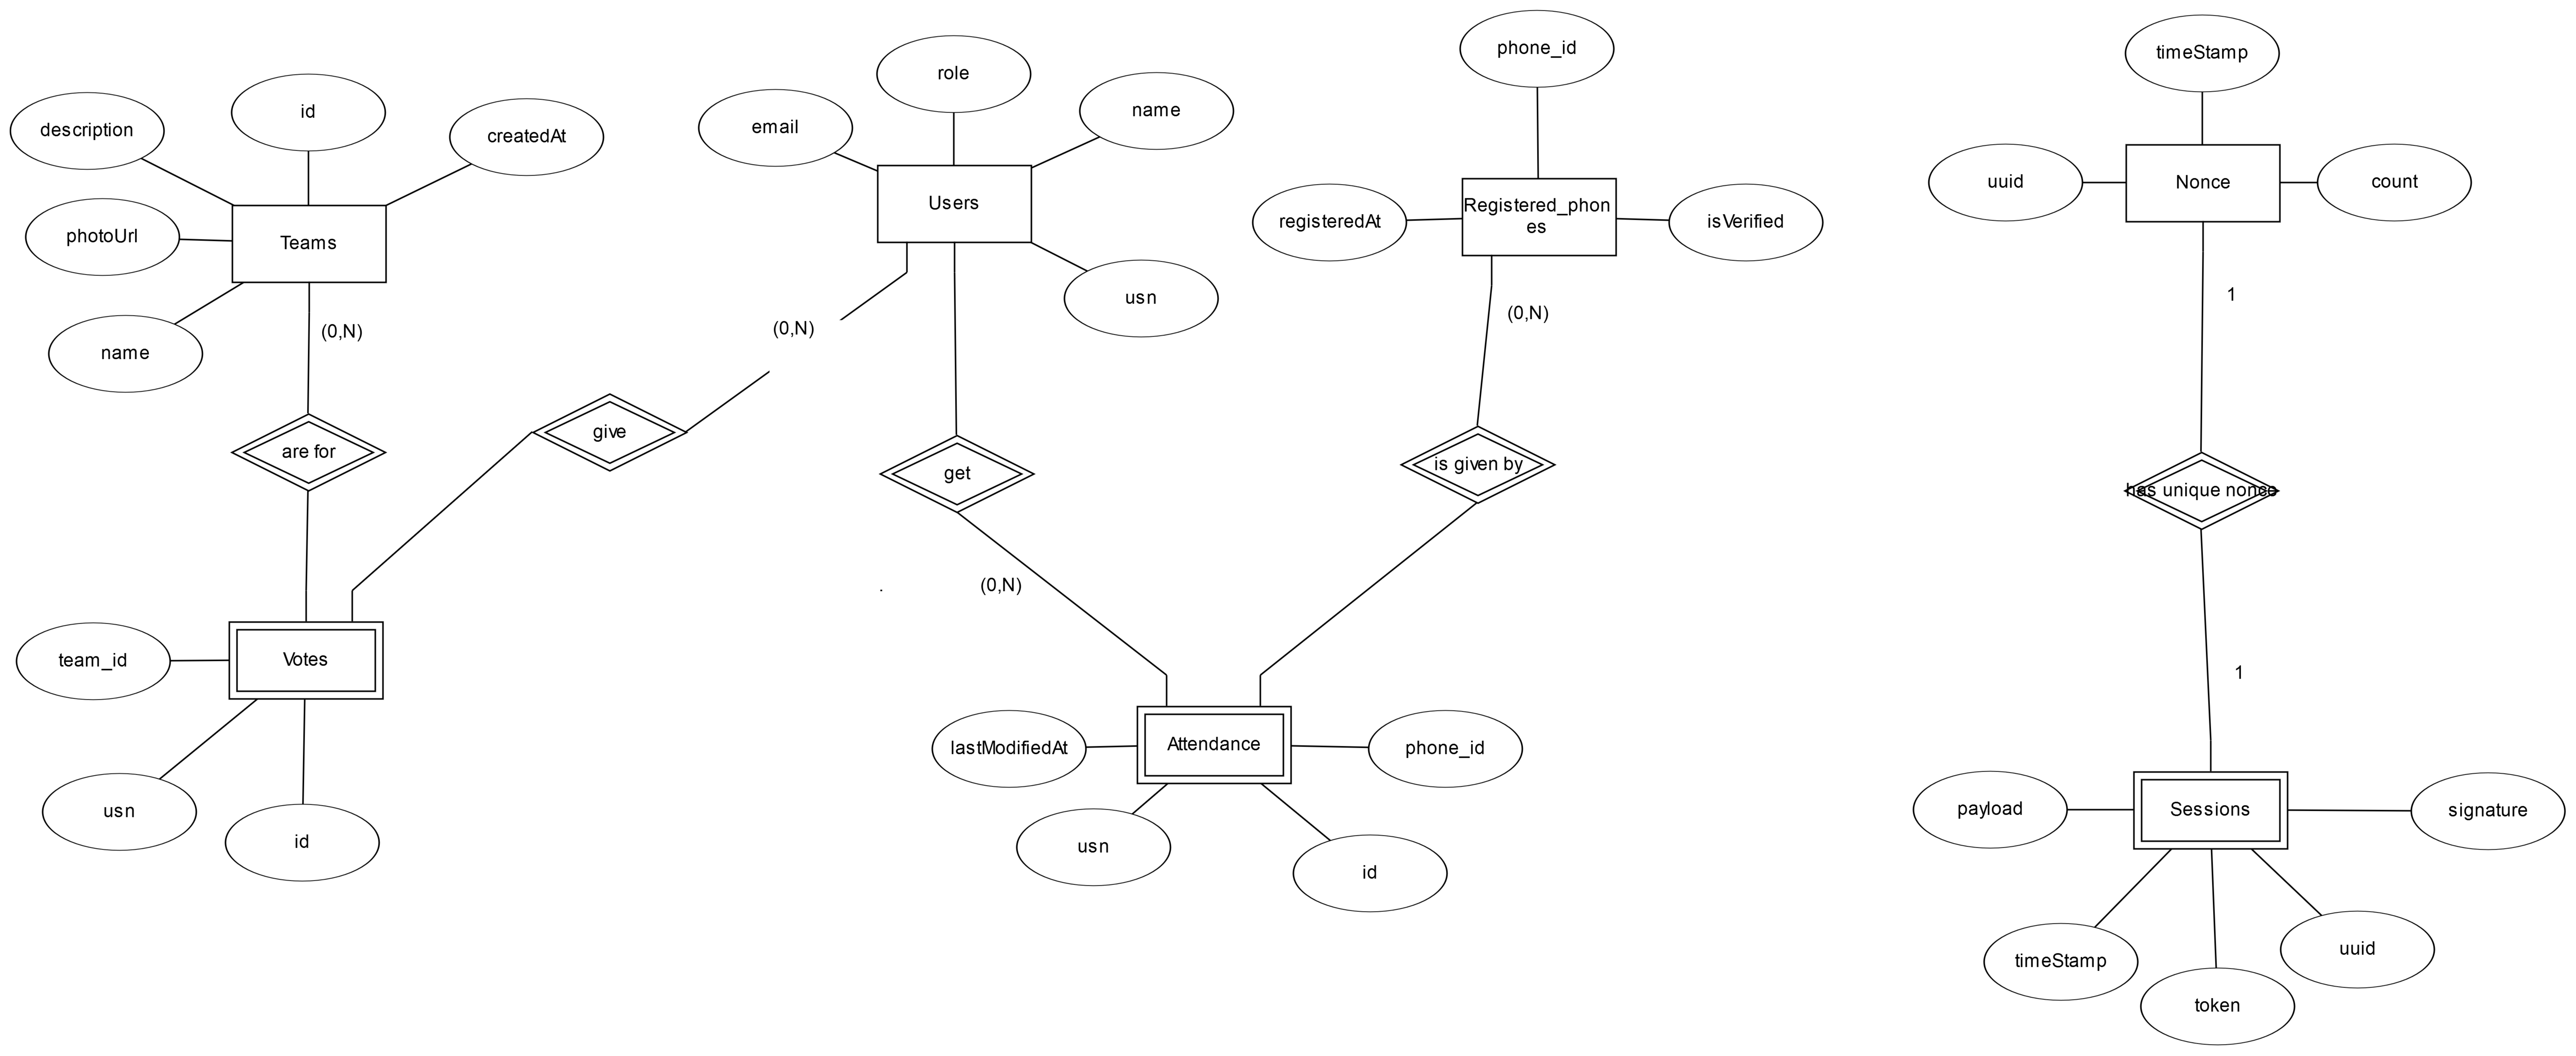 phone_id
timeStamp
role
id
name
description
email
createdAt
uuid
Nonce
count
Users
registeredAt
Registered_phon
es
isVerified
photoUrl
Teams
usn
1
(0,N)
(0,N)
(0,N)
name
give
are for
get
is given by
has unique nonce
(0,N)
.
team_id
Votes
1
lastModifiedAt
Attendance
phone_id
usn
payload
Sessions
signature
id
usn
id
timeStamp
uuid
token